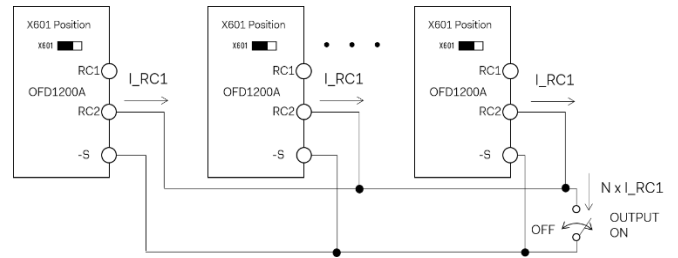 X601 Position
X601
RC1
I_RC1
OFD1200A
RC2
-S
X601 Position
X601
RC1
I_RC1
OFD1200A
RC2
-S
X601 Position
X601
RC1
I_RC1
OFD1200A
RC2
-S
N x I_RC1
OFF
OUTPUT
ON